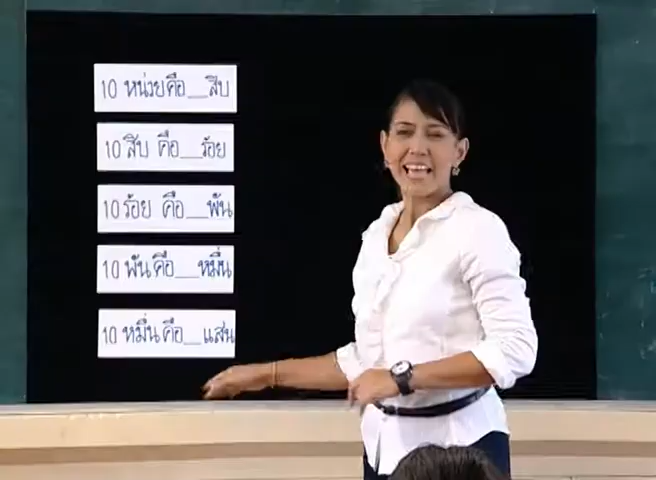 10 หน่วยคือ__สิบ
10 สิบ คือ__ร้อย
10 ร้อย คือ__พัน
10 พัน คือ__หมื่น
10 หมื่น คือ__แสน